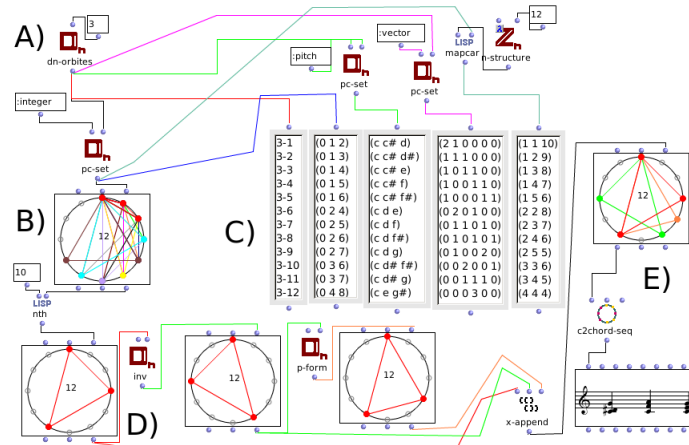 A)
3
dn-orbites
:integer
pc-set
:pitch
pc-set
:vector
pc-set
LISP
mapcar
12
n-structure
B)
12
10
LISP
nth
C)
3-1 (0 1 2) (c c# d) (2 1 0 0 0 0) (1 1 10)
3-2 (0 1 3) (c c# d#) (1 1 1 0 0 0) (1 2 9)
3-3 (0 1 4) (c c# e) (1 0 1 1 0 0) (1 3 8)
3-4 (0 1 5) (c c# f) (1 0 0 1 1 0) (1 4 7)
3-5 (0 1 6) (c c# f#) (1 0 0 0 1 1) (1 5 6)
3-6 (0 2 4) (c d e) (0 2 0 1 0 0) (2 2 8)
3-7 (0 2 5) (c d f) (0 1 1 0 1 0) (2 3 7)
3-8 (0 2 6) (c d f#) (0 1 0 1 0 1) (2 4 6)
3-9 (0 2 7) (c d g) (0 1 0 0 2 0) (2 5 5)
3-10 (0 3 6) (c d# f#) (0 0 2 0 0 1) (3 3 6)
3-11 (0 3 7) (c d# g) (0 0 1 1 1 0) (3 4 5)
3-12 (0 4 8) (c e g#) (0 0 0 3 0 0) (4 4 4)
12
E)
c2chord-seq
12
D)
inv
12
p-form
12
x-append